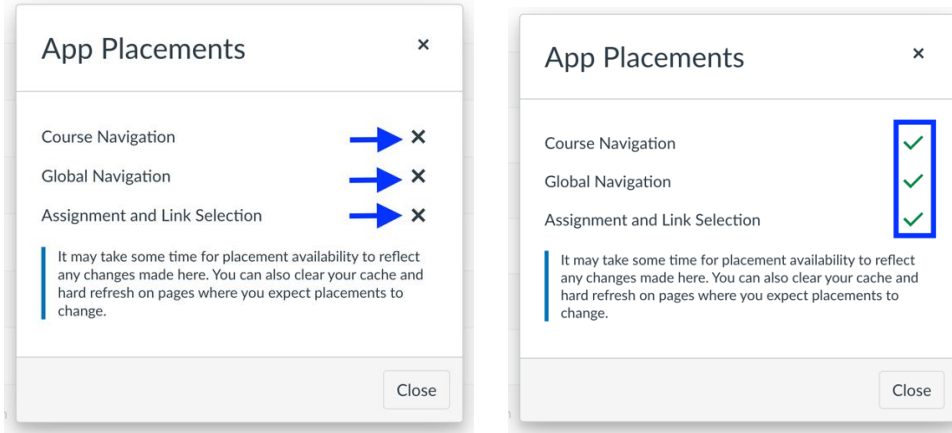 App Placements
Course Navigation
Global Navigation
Assignment and Link Selection
It may take some time for placement availability to reflect
any changes made here. You can also clear your cache and
hard refresh on pages where you expect placements to
change.
Close
App Placements
Course Navigation
Global Navigation
Assignment and Link Selection
It may take some time for placement availability to reflect
any changes made here. You can also clear your cache and
hard refresh on pages where you expect placements to
change.
Close